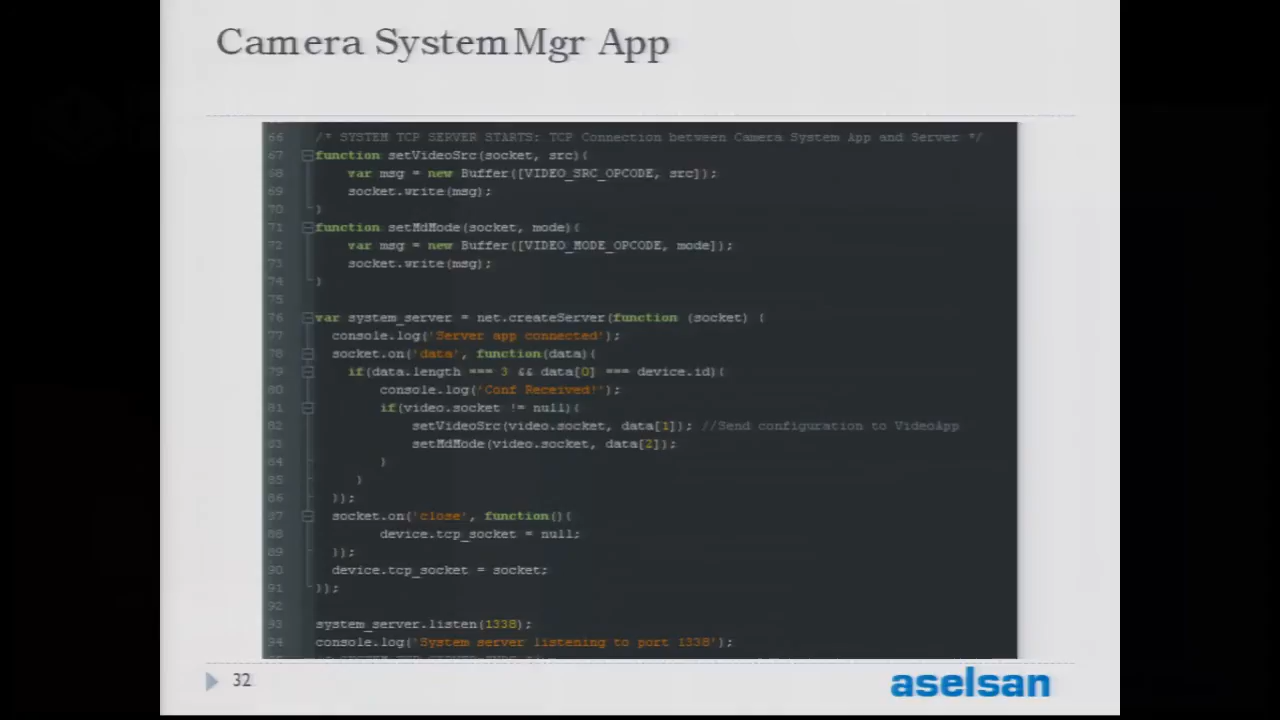 Camera System Mgr App
66 /* SYSTEM TCP SERVER STARTS: TCP Connection between Camera System App and Server */
67 function setVideoSrc(socket, src){
68 var msg = new Buffer([VIDEO_SRC_OPCODE, src]);
69 socket.write(msg);
70 }
71 function setMdMode(socket, mode){
72 var msg = new Buffer([VIDEO_MODE_OPCODE, mode]);
73 socket.write(msg);
74 }
75
76 var system_server = net.createServer(function (socket) {
77 console.log('Server app connected');
78 socket.on('data', function(data){
79 if(data.length === 3 && data[0] === device.id){
80 console.log('Conf Received!');
81 if(video.socket != null){
82 setVideoSrc(video.socket, data[1]); //Send configuration to VideoApp
83 setMdMode(video.socket, data[2]);
84 }
85 }
86 });
87 socket.on('close', function(){
88 device.tcp_socket = null;
89 });
90 device.tcp_socket = socket;
91 });
92
93 system_server.listen(1338);
94 console.log('System server listening to port 1338');
32
aselsan